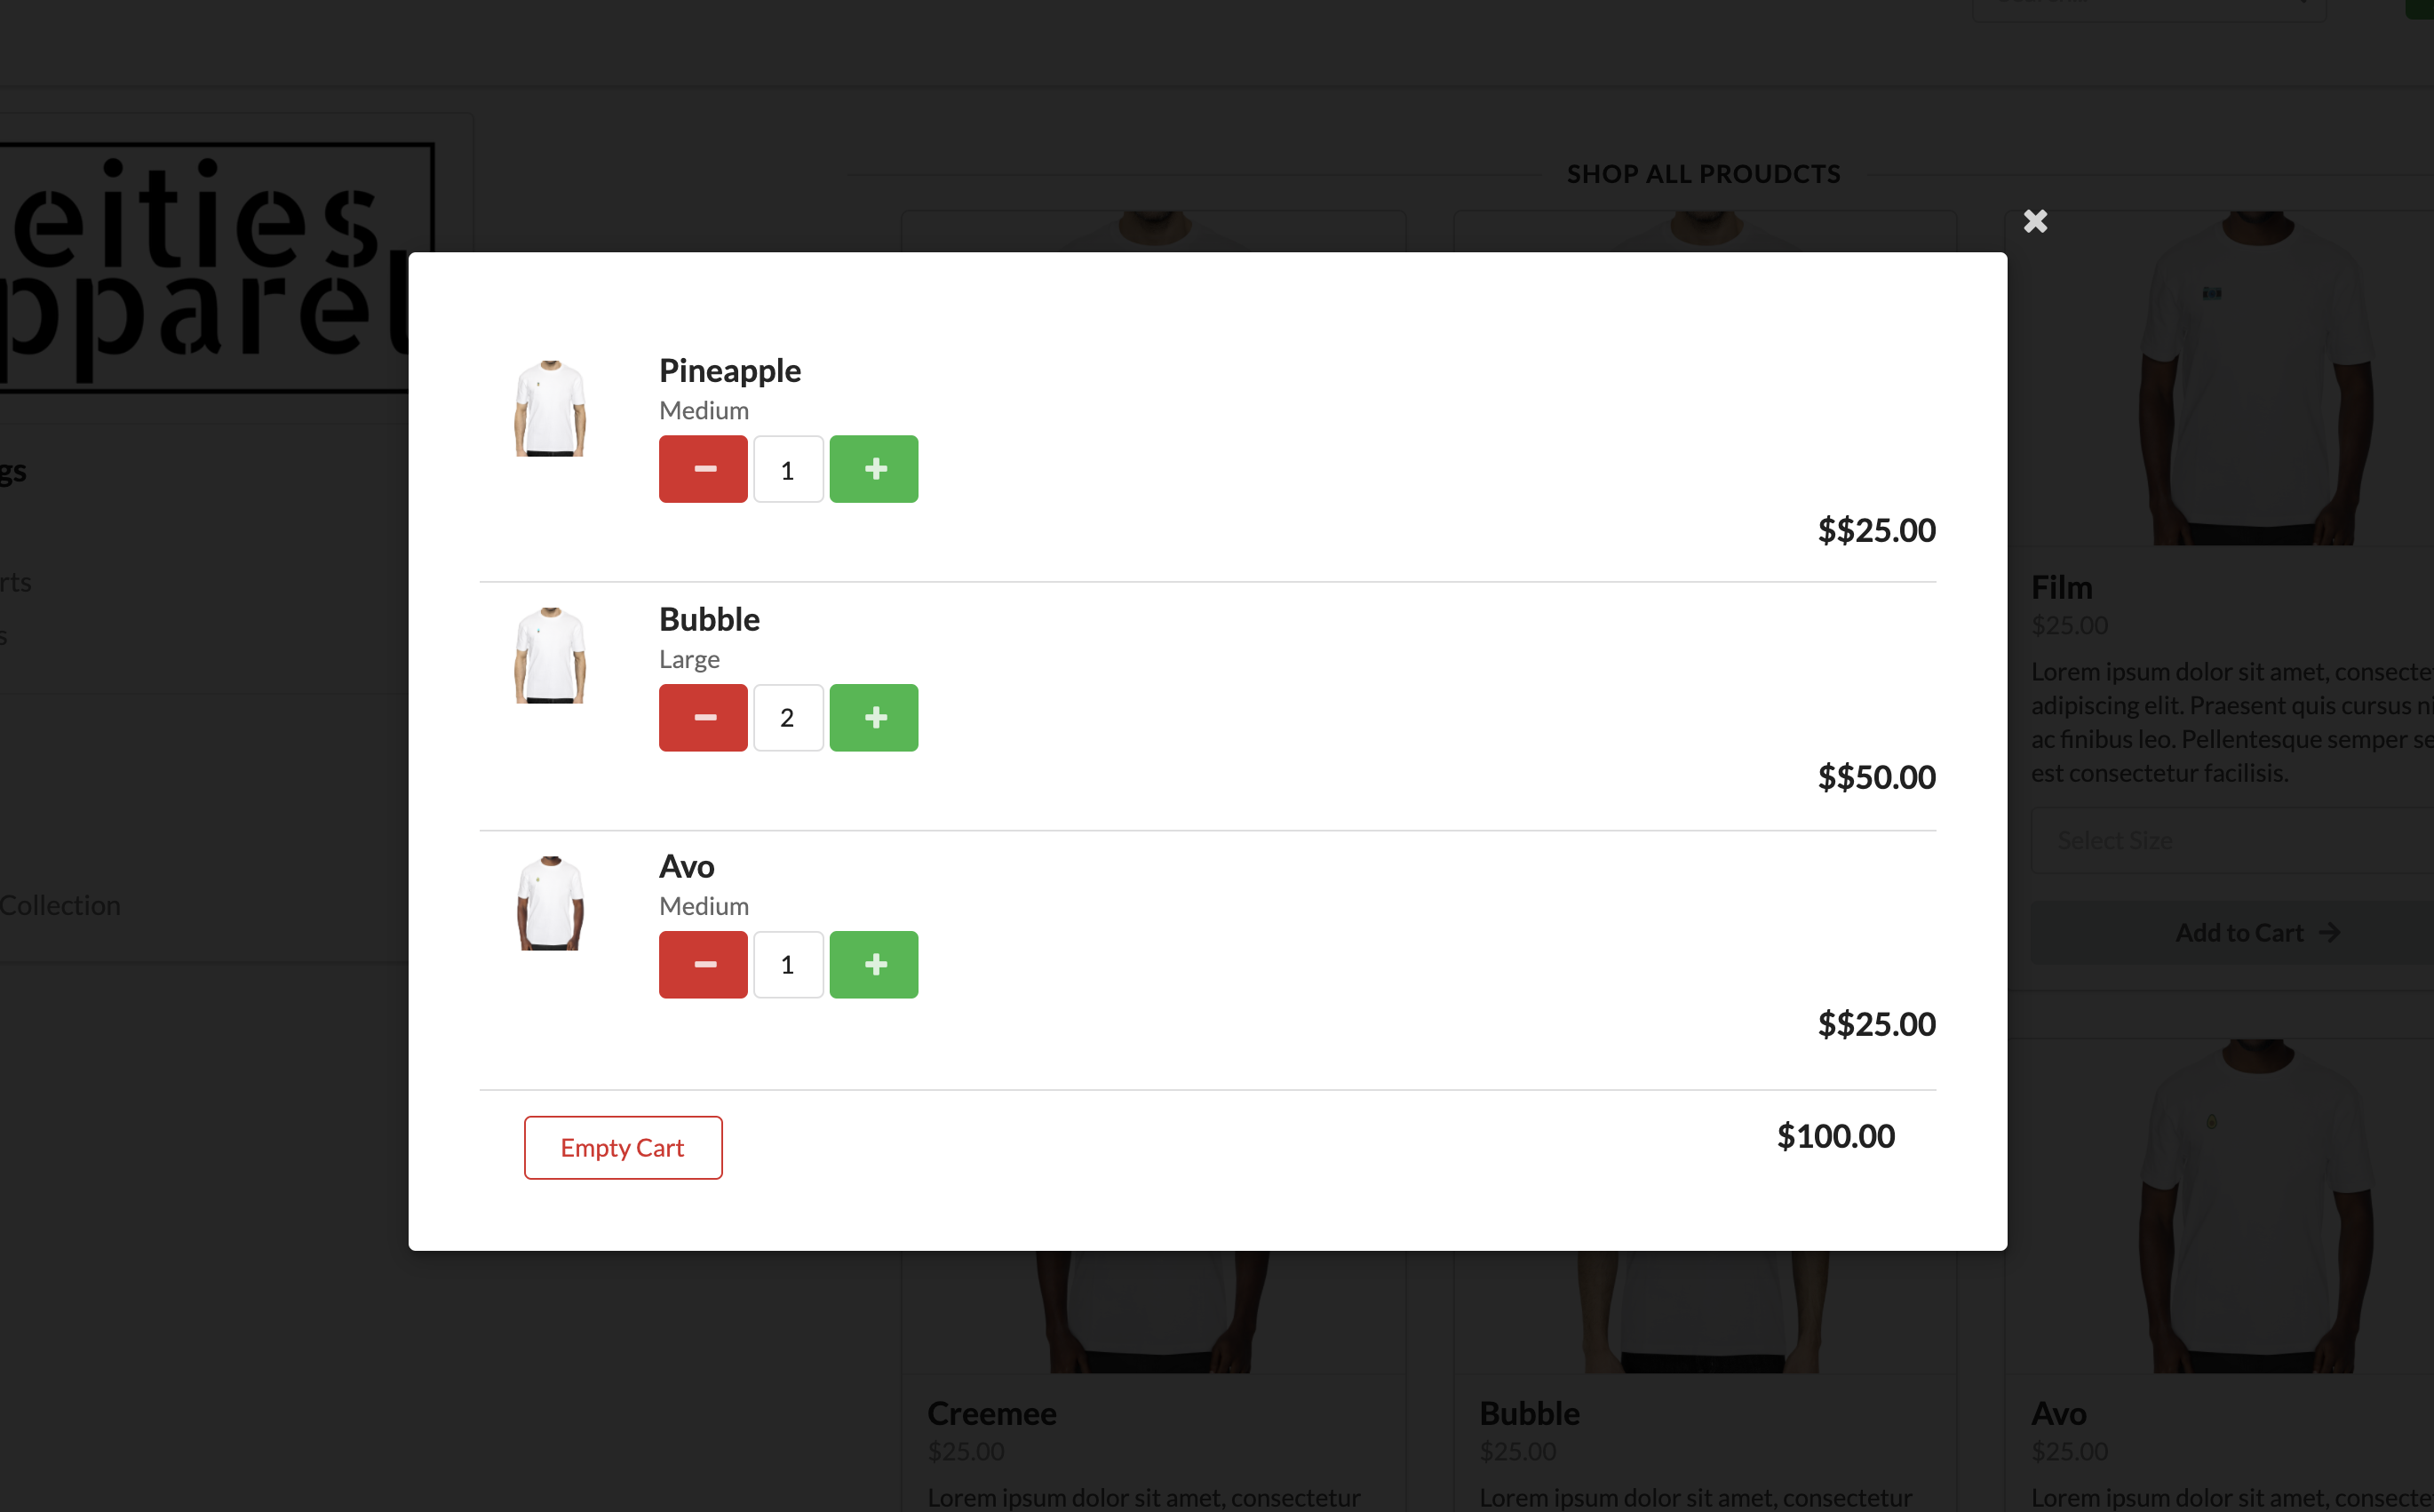 eities
pparel
SHOP ALL PROUDCTS
gs
rts
s
Collection
Pineapple
Medium
1
$$25.00
Bubble
Large
2
$$50.00
Avo
Medium
1
$$25.00
Empty Cart
$100.00
Film
$25.00
Lorem ipsum dolor sit amet, consecte
adipiscing elit. Praesent quis cursus ni
ac finibus leo. Pellentesque semper se
est consectetur facilisis.
Select Size
Add to Cart
Creemee
$25.00
Lorem ipsum dolor sit amet, consectetur
Bubble
$25.00
Lorem ipsum dolor sit amet, consectetur
Avo
$25.00
Lorem ipsum dolor sit amet, consecte